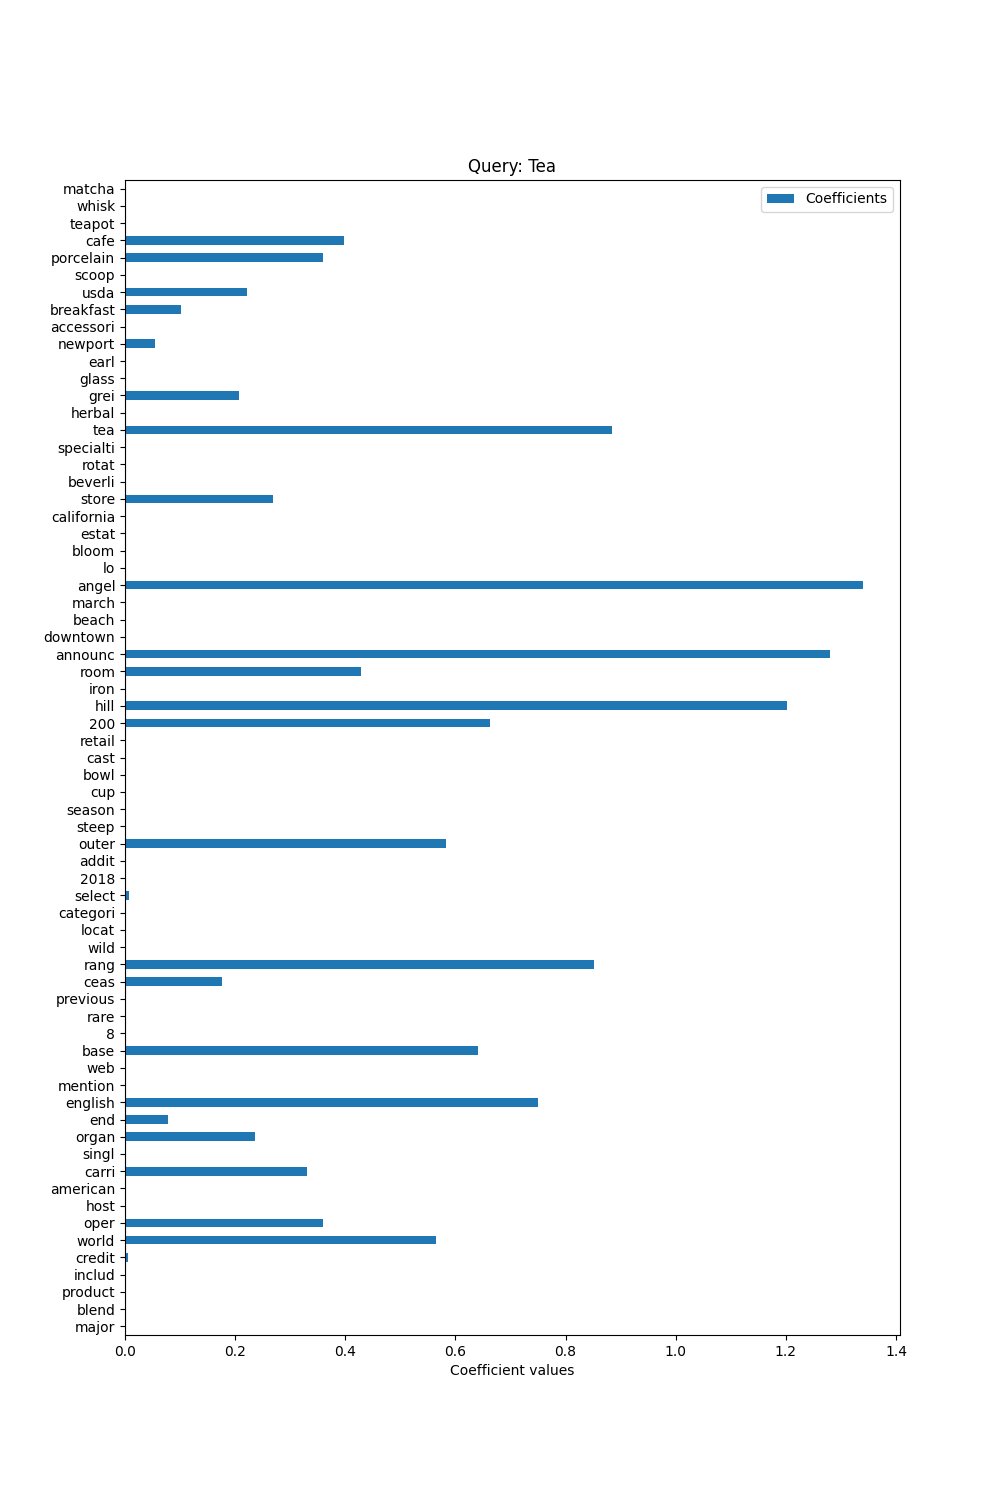 Query: Tea
Coefficients
matcha
whisk
teapot
cafe
porcelain
scoop
usda
breakfast
accessori
newport
earl
glass
grei
herbal
tea
specialti
rotat
beverli
store
california
estat
bloom
lo
angel
march
beach
downtown
announc
room
iron
hill
200
retail
cast
bowl
cup
season
steep
outer
addit
2018
select
categori
locat
wild
rang
ceas
previous
rare
8
base
web
mention
english
end
organ
singl
carri
american
host
oper
world
credit
includ
product
blend
major
0.0 0.2 0.4 0.6 0.8 1.0 1.2 1.4
Coefficient values